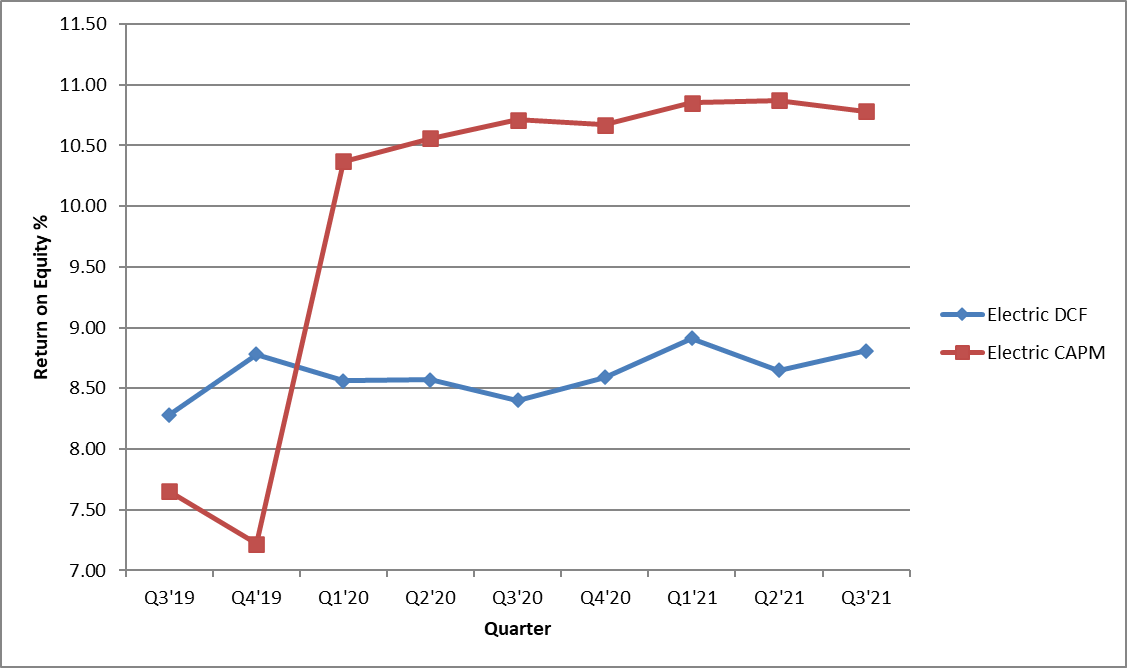 11.50
11.00
10.50
10.00
9.50
9.00
8.50
8.00
7.50
7.00
Return on Equity %
Q3'19 Q4'19 Q1'20 Q2'20 Q3'20 Q4'20 Q1'21 Q2'21 Q3'21
Quarter
Electric DCF
Electric CAPM